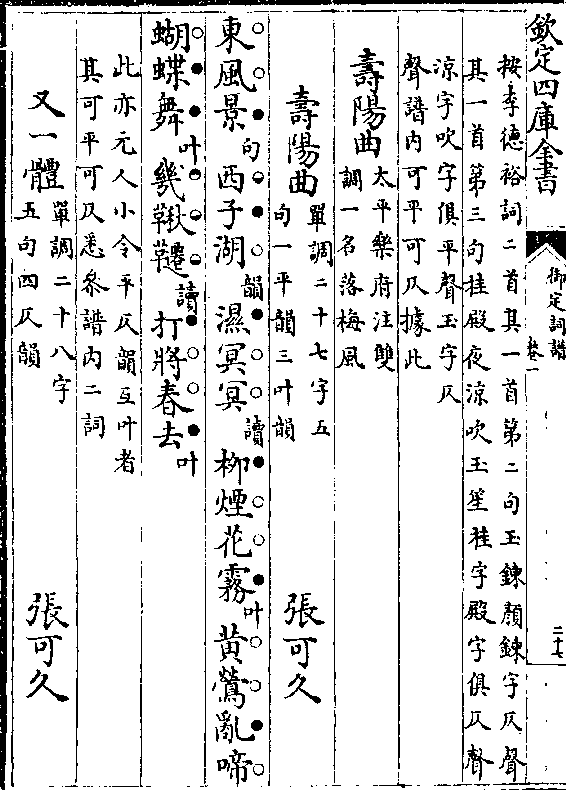 欽定四庫全書
御定詞譜
卷一
二十七
按李德裕詞二首其一首第二句玉鍊顏鍊字仄聲
其一首第三句桂殿夜涼吹玉笙桂字殿字俱仄聲
涼字吹字俱平聲玉字仄
聲譜內可平可仄據此
壽陽曲
太平樂府注雙
調一名落梅風
壽陽曲
單調二十七字五
句一平韻三叶韻
張可久
東風景句西子湖韻濕冥冥讀柳煙花霧叶黄鶯亂啼
蝴蝶舞叶幾鞦韆讀打將春去叶
此亦元人小令平仄韻互叶者
其可平可仄悉叅譜内二詞
又一體
單調二十八字
五句四仄韻
張可久